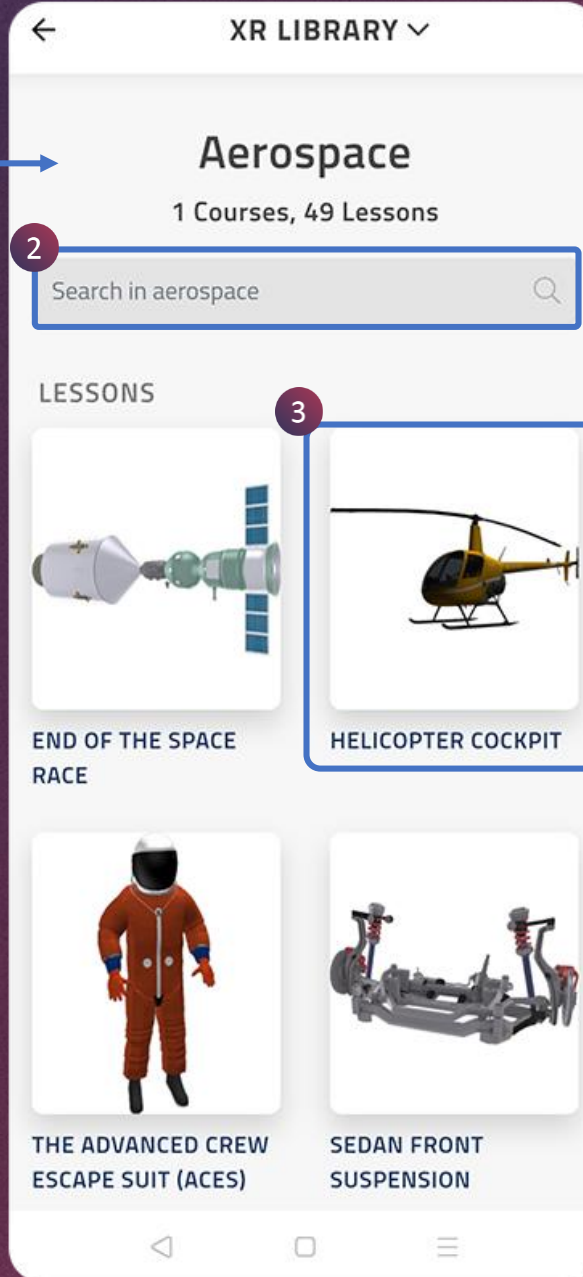 XR LIBRARY
Aerospace
1 Courses, 49 Lessons
2
Search in aerospace
LESSONS
3
END OF THE SPACE
RACE
HELICOPTER COCKPIT
THE ADVANCED CREW
ESCAPE SUIT (ACES)
SEDAN FRONT
SUSPENSION